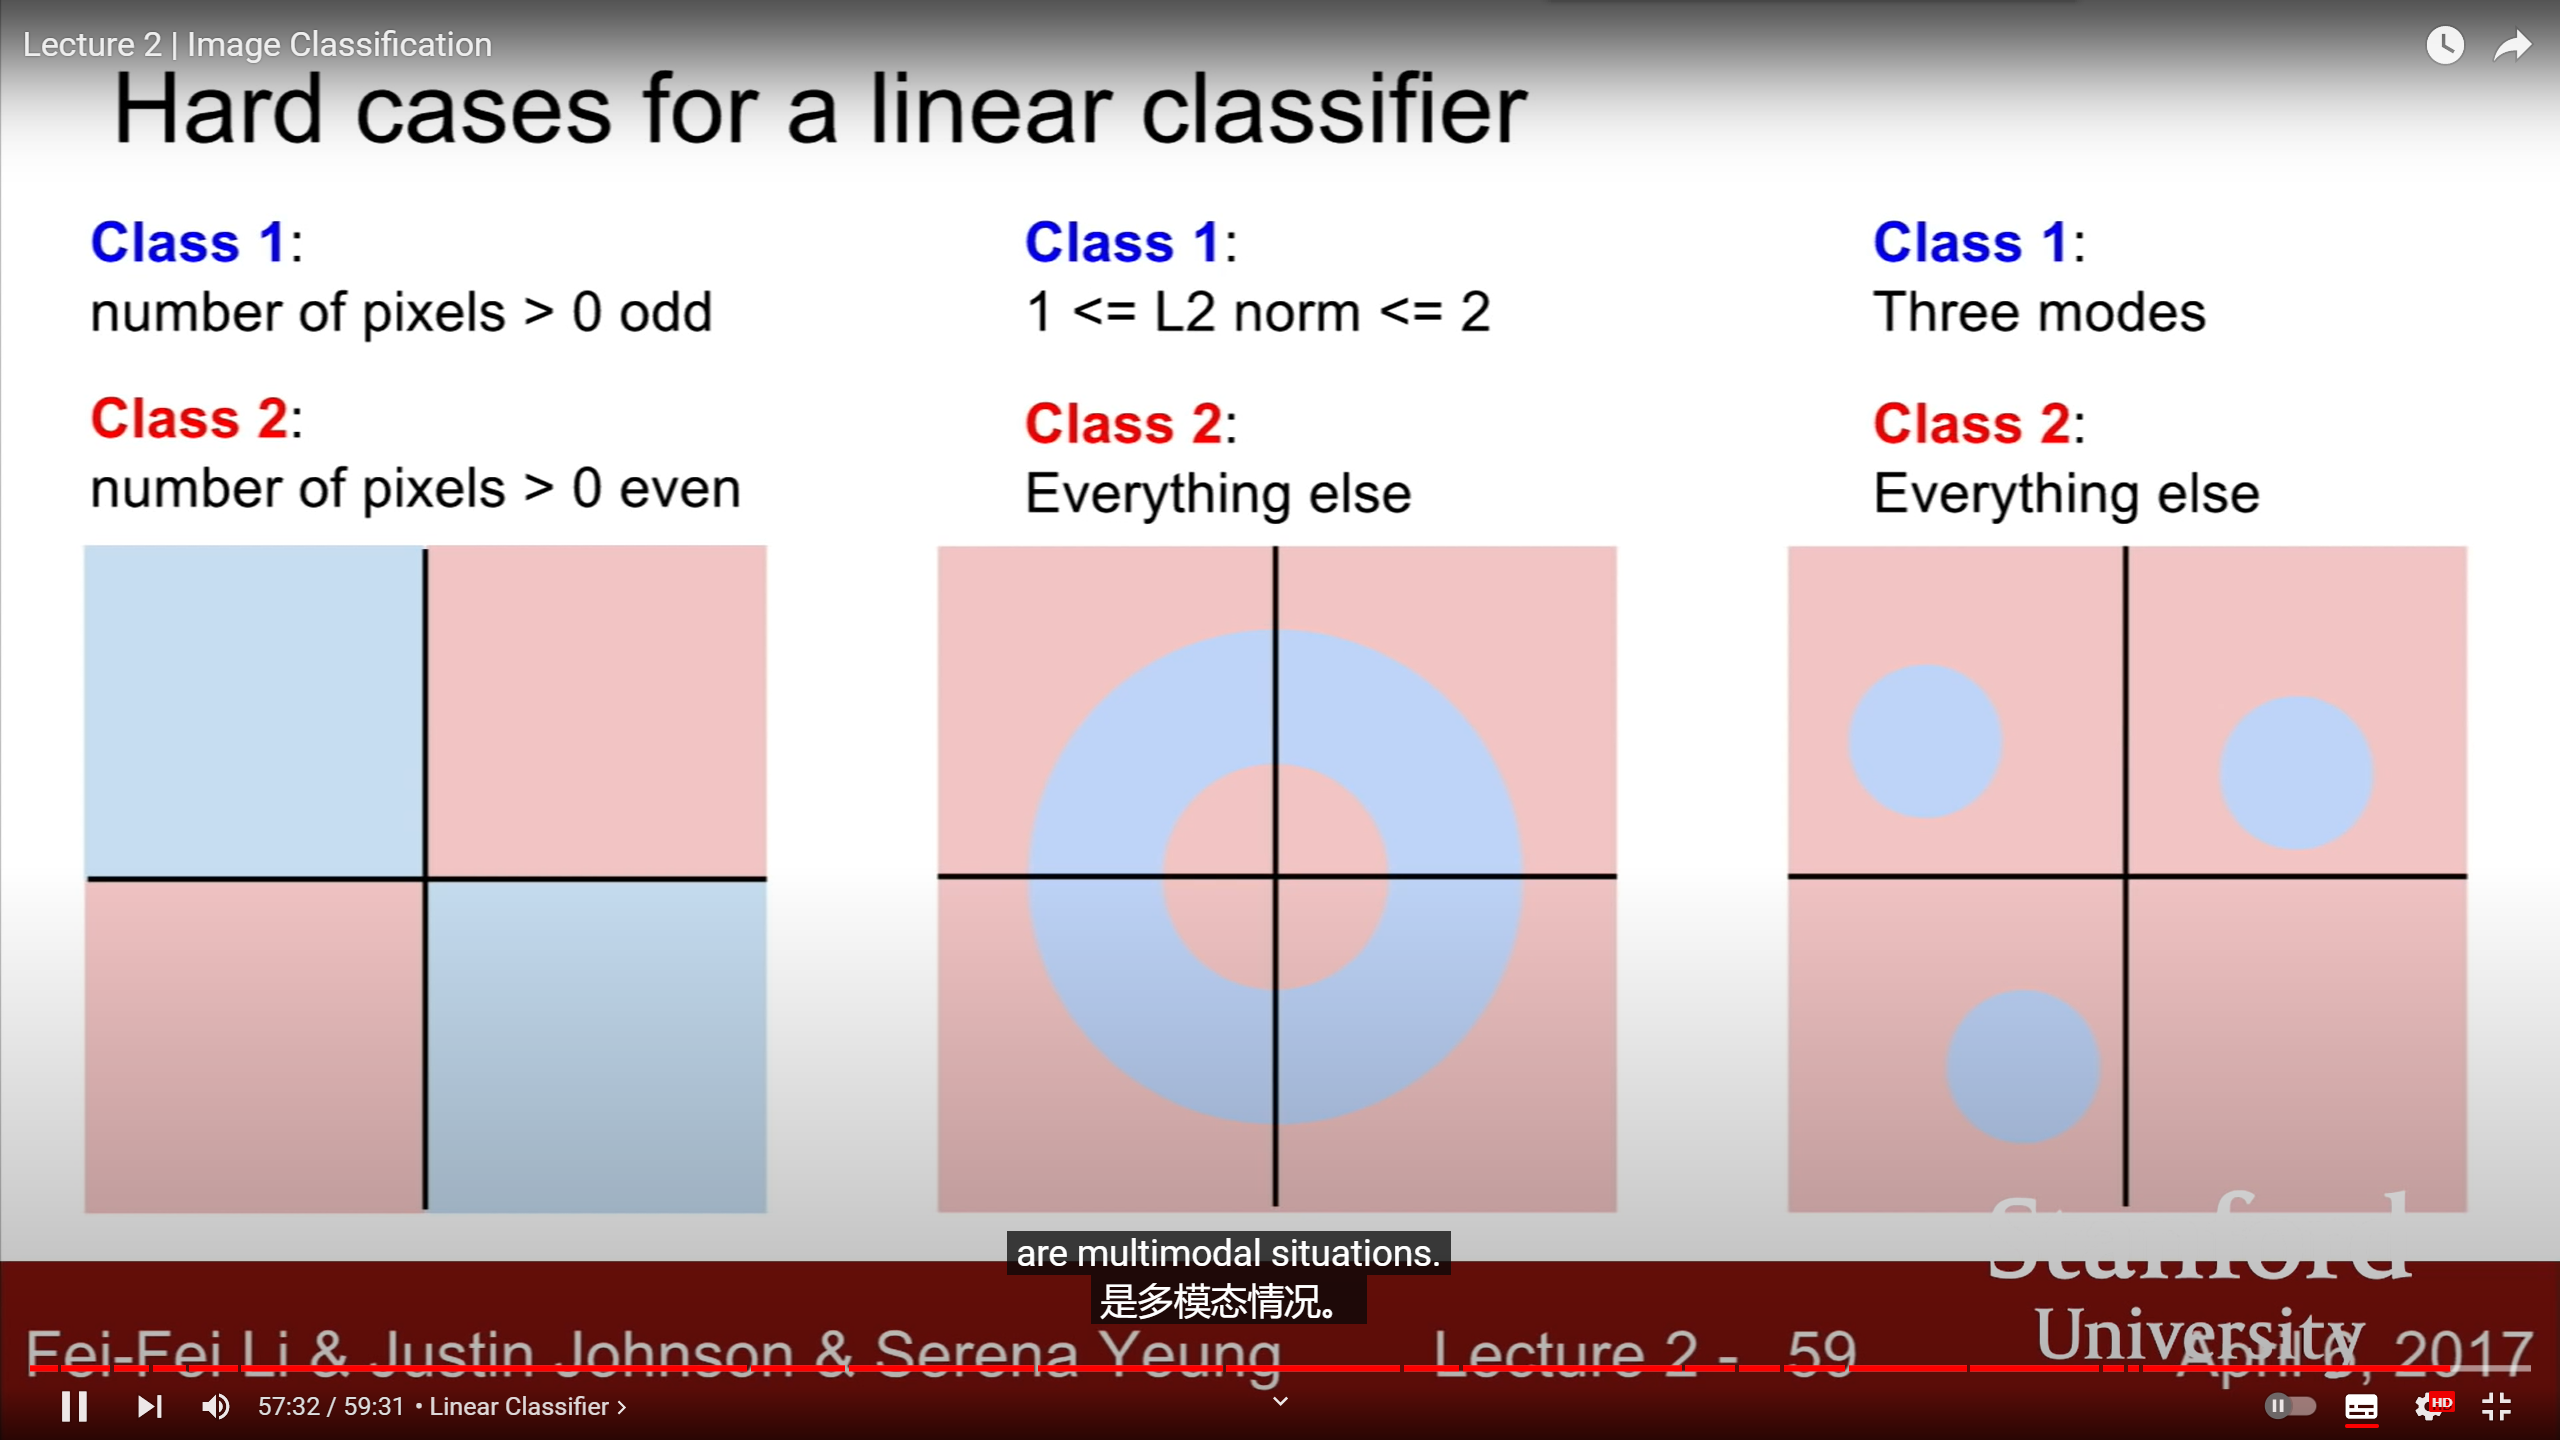 Lecture 2 | Image Classification
Hard cases for a linear classifier
Class 1:
number of pixels > 0 odd
Class 2:
number of pixels > 0 even
Class 1:
1 <= L2 norm <= 2
Class 2:
Everything else
Class 1:
Three modes
Class 2:
Everything else
are multimodal situations.
是多模态情况。
Stanford
University
Fei-Fei Li & Justin Johnson & Serena Yeung
Lecture 2 - 59
April 6, 2017
57:32 / 59:31 • Linear Classifier >
HD